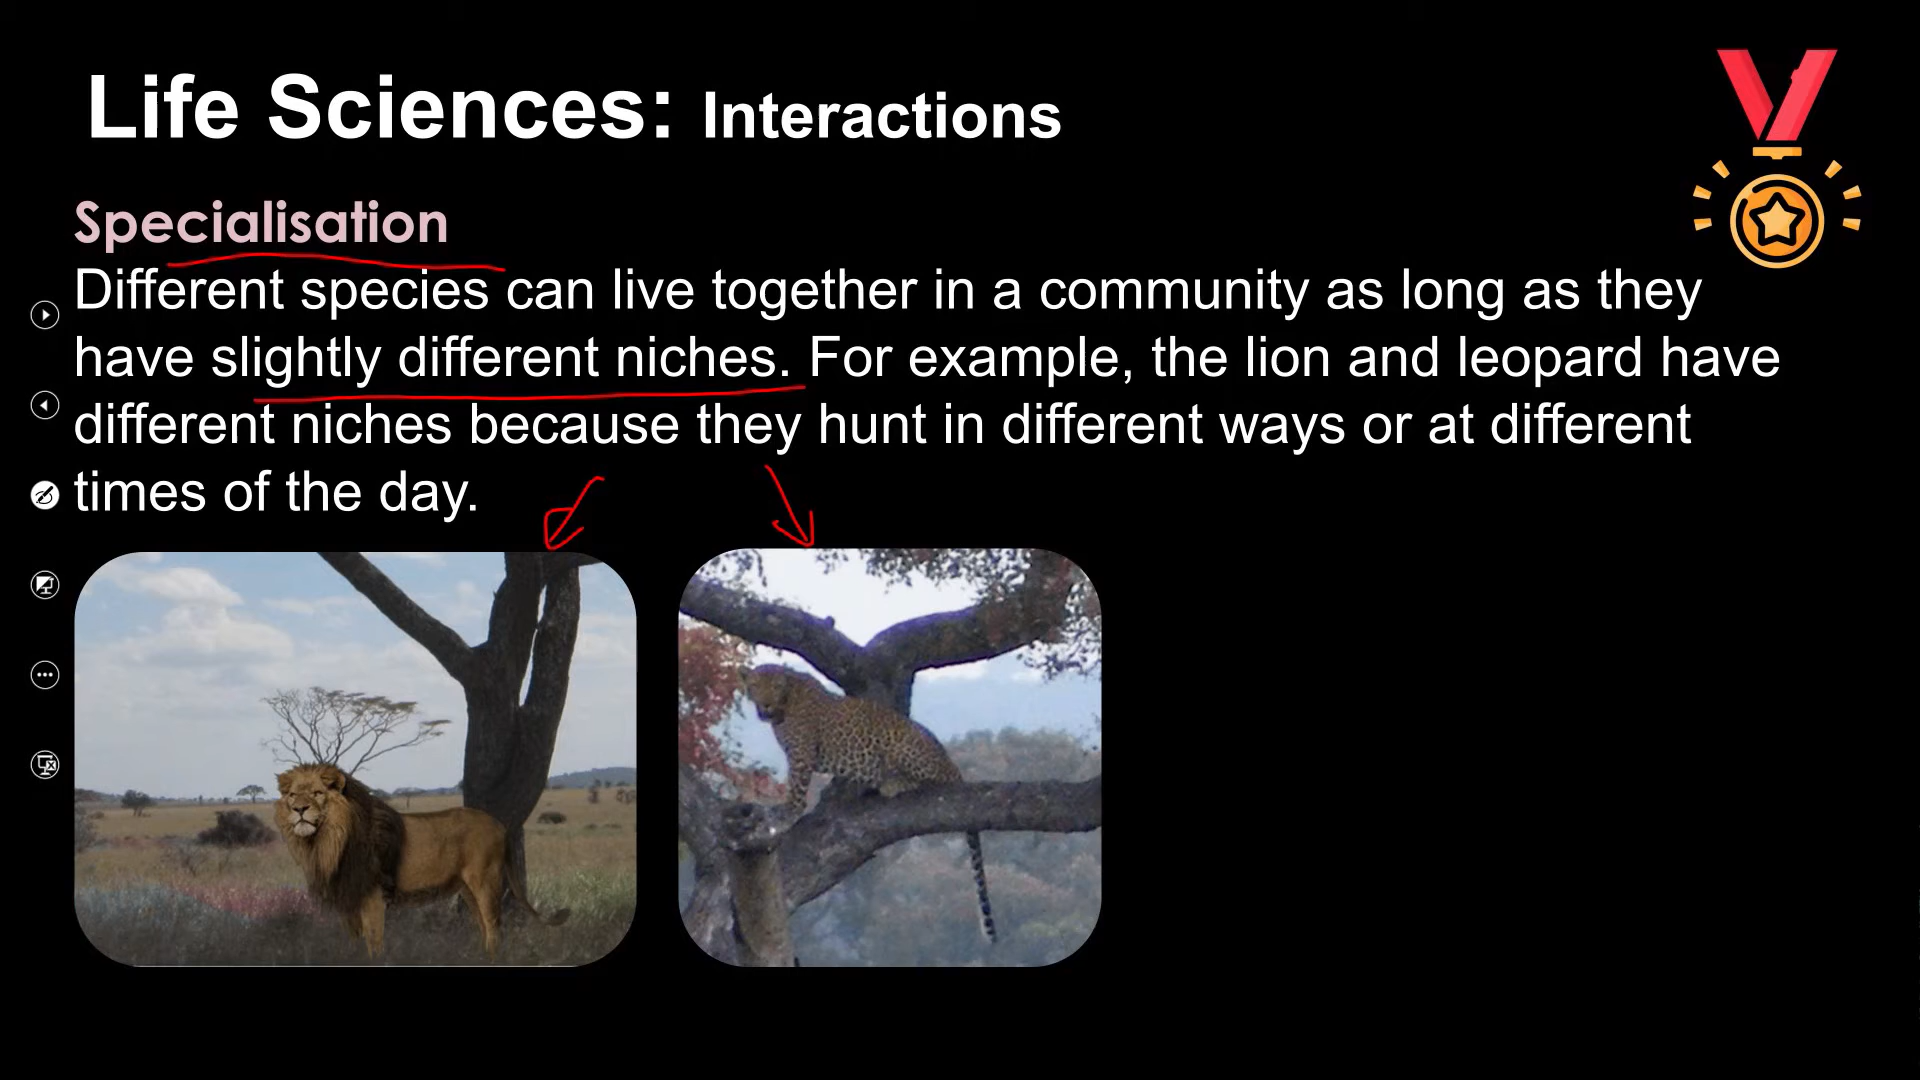 Life Sciences: Interactions
Specialisation
Different species can live together in a community as long as they
have slightly different niches. For example, the lion and leopard have
different niches because they hunt in different ways or at different
times of the day.